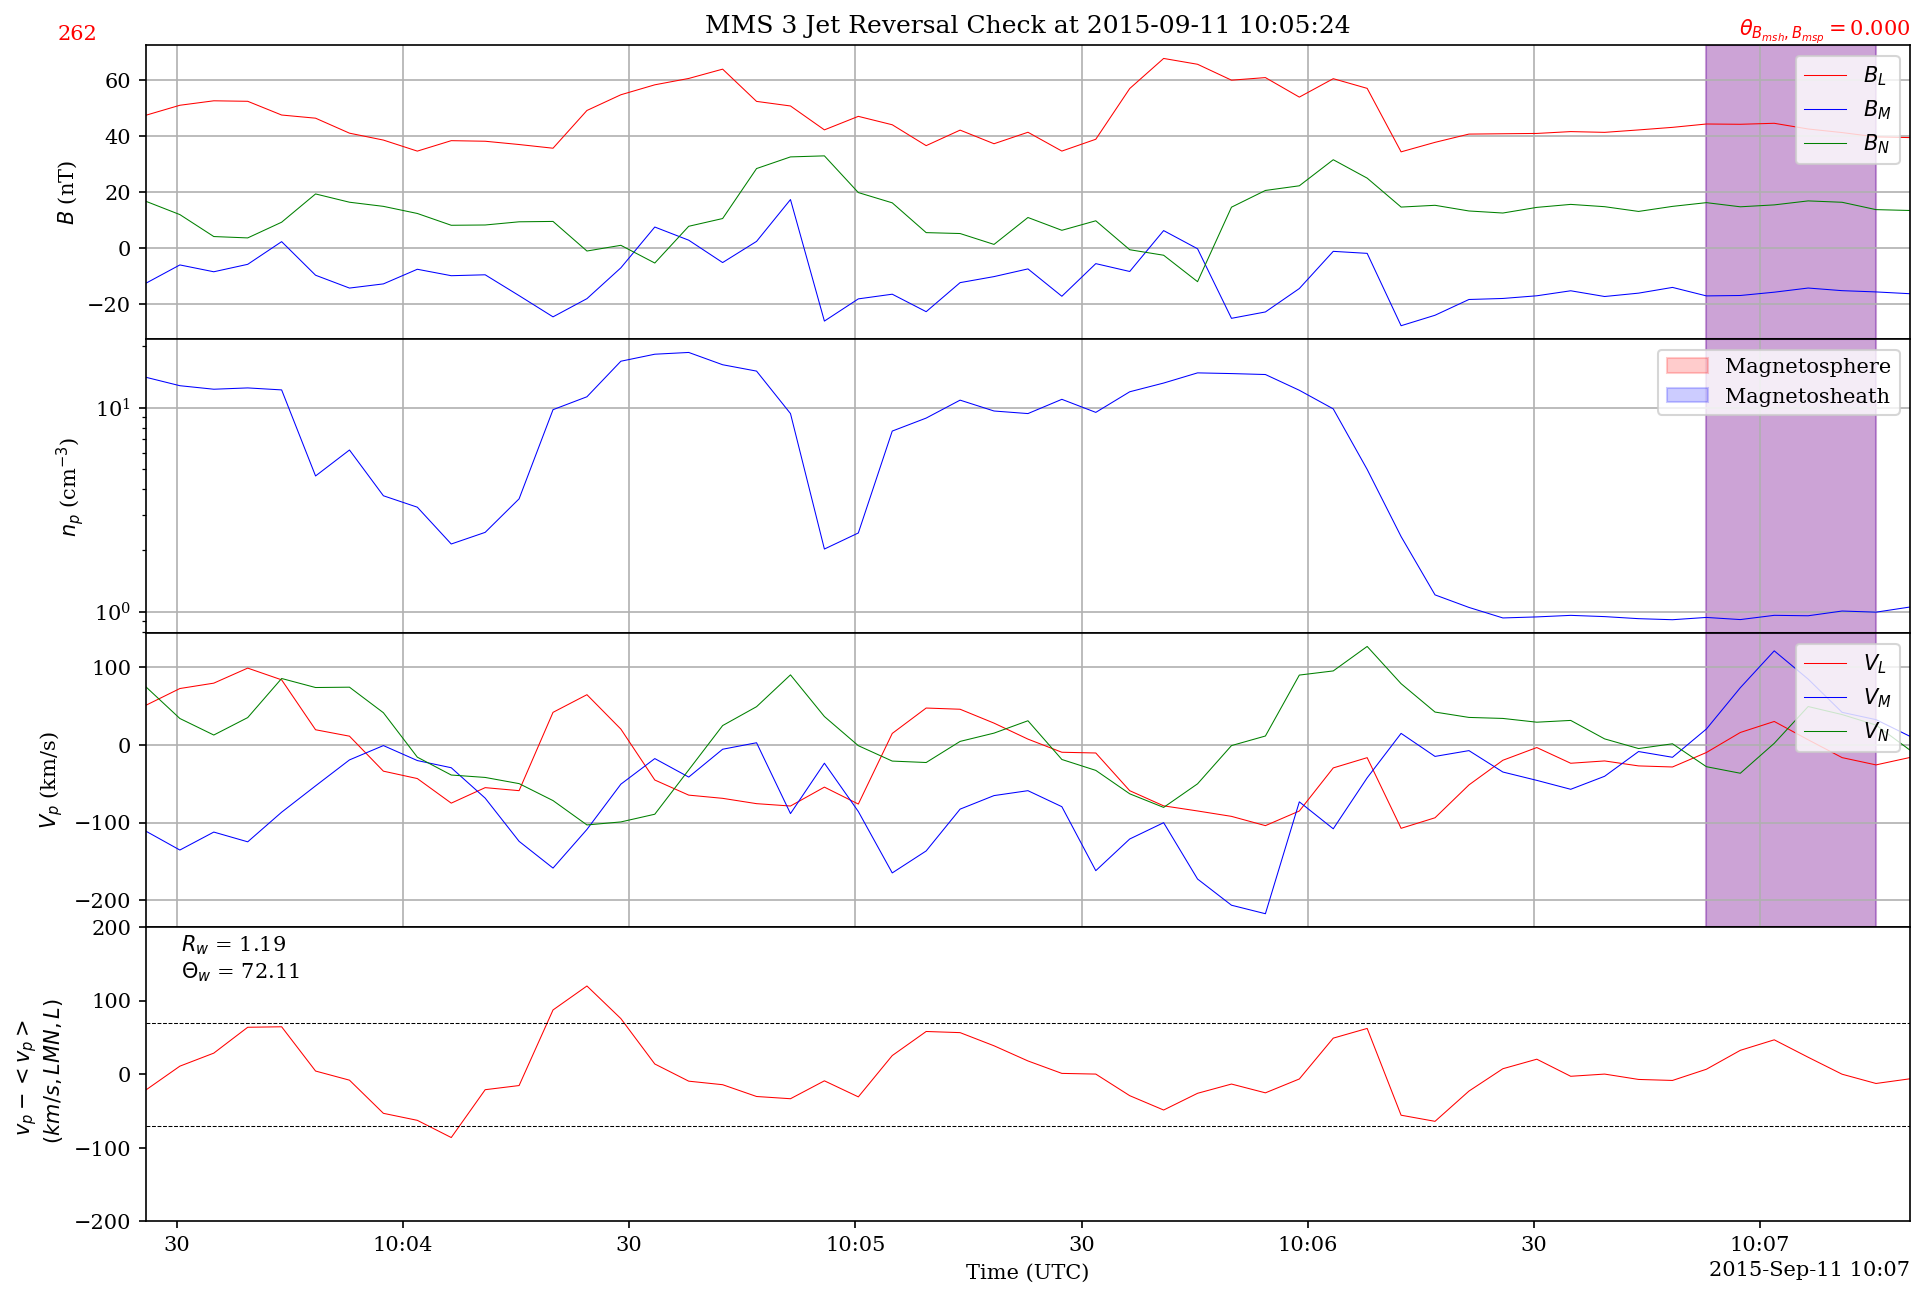 262
MMS 3 Jet Reversal Check at 2015-09-11 10:05:24
θ_{B_{msh}, B_{msp}} = 0.000
60
40
20
0
−20
B (nT)
B_L
B_M
B_N
10^1
10^0
n_p (cm^{−3})
Magnetosphere
Magnetosheath
100
0
−100
−200
V_p (km/s)
V_L
V_M
V_N
200
100
0
−100
−200
v_p − < v_p >
(km/s, LMN, L)
R_w = 1.19
Θ_w = 72.11
30
10:04
30
10:05
30
10:06
30
10:07
Time (UTC)
2015-Sep-11 10:07